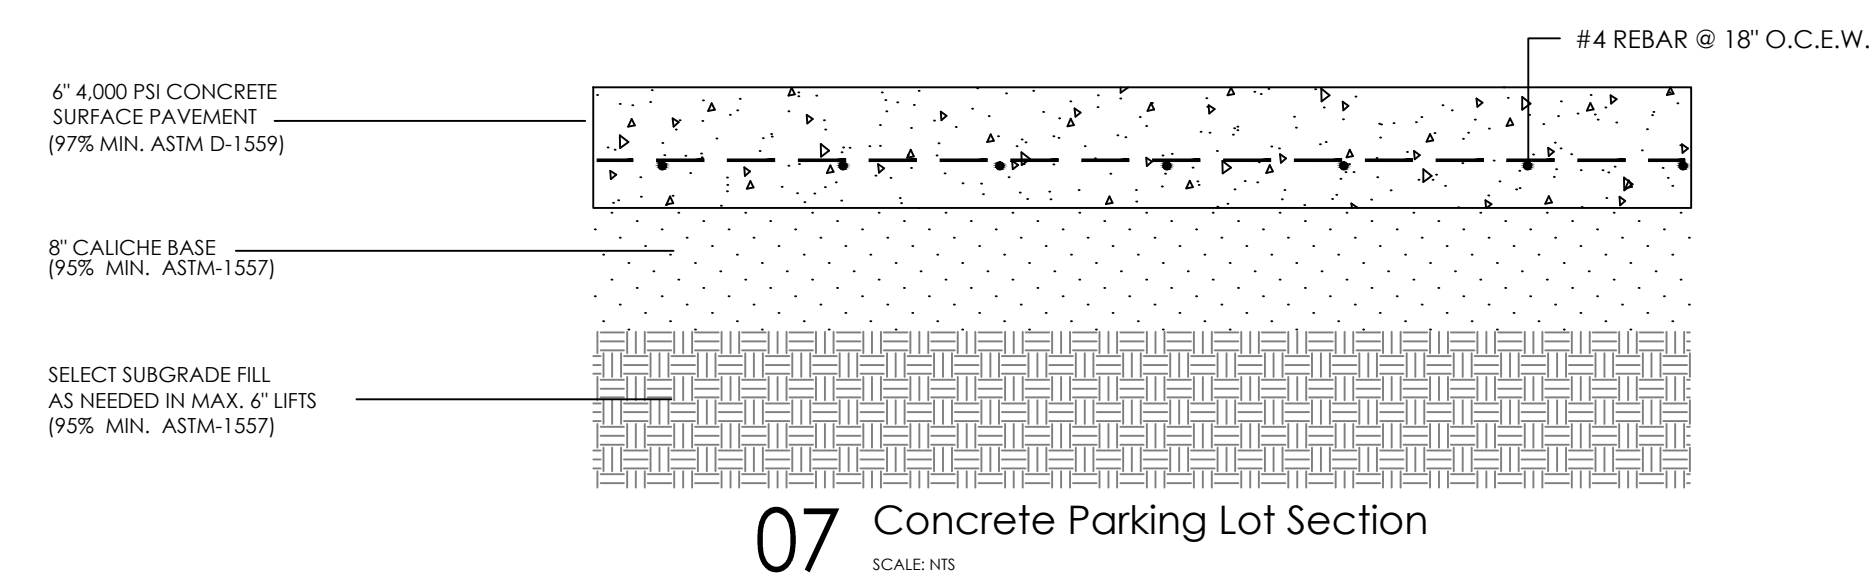 #4 REBAR @ 18" O.C.E.W.
6" 4,000 PSI CONCRETE
SURFACE PAVEMENT
(97% MIN. ASTM D-1559)
8" CALICHE BASE
(95% MIN. ASTM-1557)
SELECT SUBGRADE FILL
AS NEEDED IN MAX. 6" LIFTS
(95% MIN. ASTM-1557)
07 Concrete Parking Lot Section
SCALE: NTS